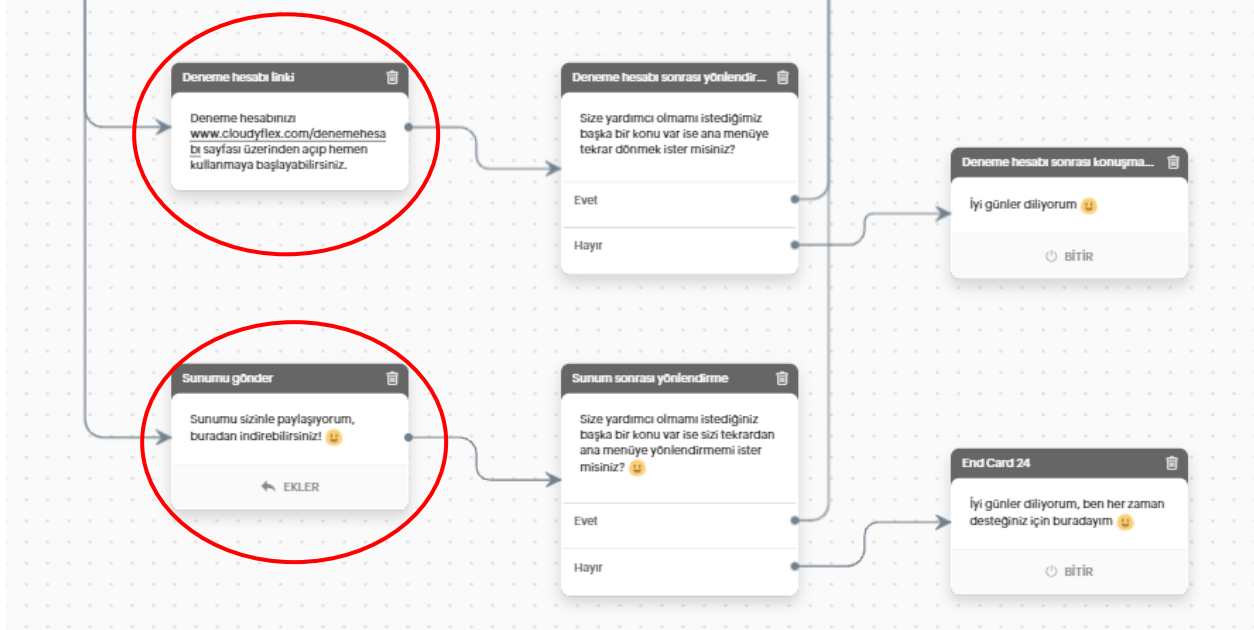 Deneme hesabı linki
Deneme hesabınızı
www.cloudyflex.com/denemehesa
bı sayfası üzerinden açıp hemen
kullanmaya başlayabilirsiniz.
Deneme hesabı sonrası yönlendir...
Size yardımcı olmamı istediğimiz
başka bir konu var ise ana menüye
tekrar dönmek ister misiniz?
Evet
Hayır
Deneme hesabı sonrası konuşma...
İyi günler diliyorum 🙂
BİTİR
Sunumu gönder
Sunumu sizinle paylaşıyorum,
buradan indirebilirsiniz! 🙂
EKLER
Sunum sonrası yönlendirme
Size yardımcı olmamı istediğiniz
başka bir konu var ise sizi tekrardan
ana menüye yönlendirmemi ister
misiniz? 🙂
Evet
Hayır
End Card 24
İyi günler diliyorum, ben her zaman
desteğiniz için buradayım 🙂
BİTİR